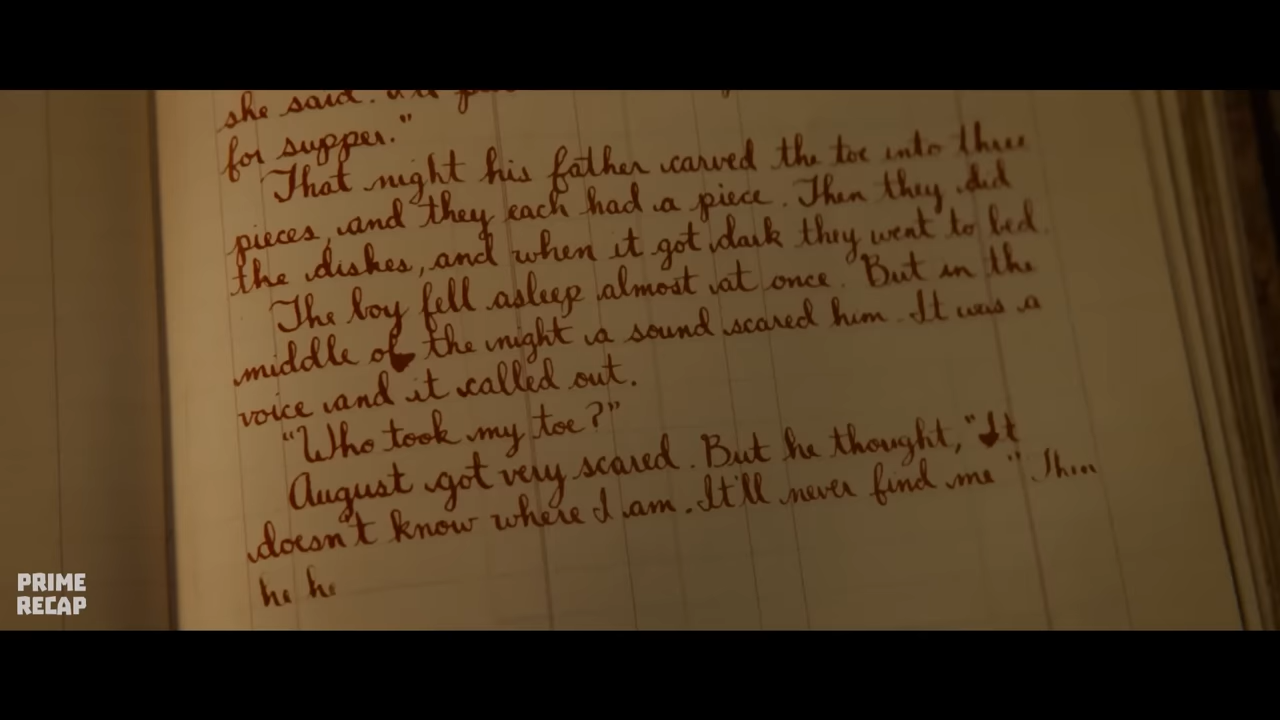 she said.
for supper."
That night his father carved the toe into three
pieces, and they each had a piece. Then they did
the dishes, and when it got dark they went to bed.
The boy fell asleep almost at once. But in the
middle of the night a sound scared him. It was a
voice and it called out.
"Who took my toe?"
August got very scared. But he thought, "It
doesn't know where I am. It'll never find me" Then
he he
PRIME
RECAP